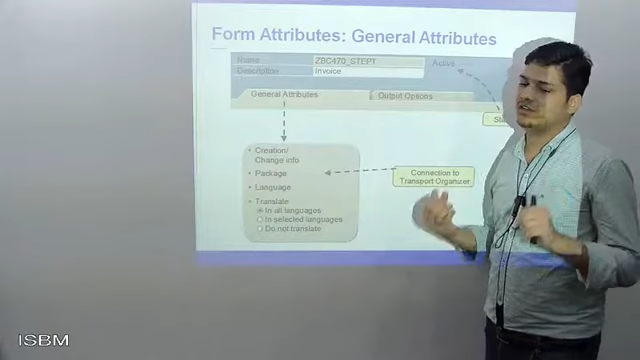 Form Attributes: General Attributes
Name ZBC470_STEPT Active
Description Invoice
General Attributes Output Options
• Creation/
Change info
• Package
• Language
• Translate
In all languages
In selected languages
Do not translate
Connection to
Transport Organizer
ISBM